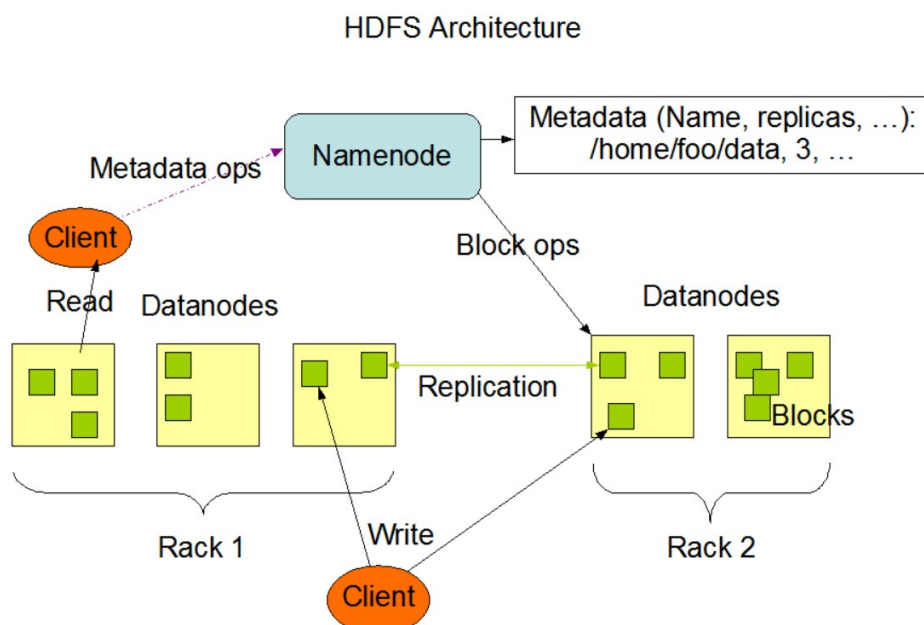 HDFS Architecture
Metadata (Name, replicas, …):
/home/foo/data, 3, …
Namenode
Metadata ops
Client
Block ops
Read
Datanodes
Datanodes
Replication
Blocks
Rack 1
Write
Rack 2
Client